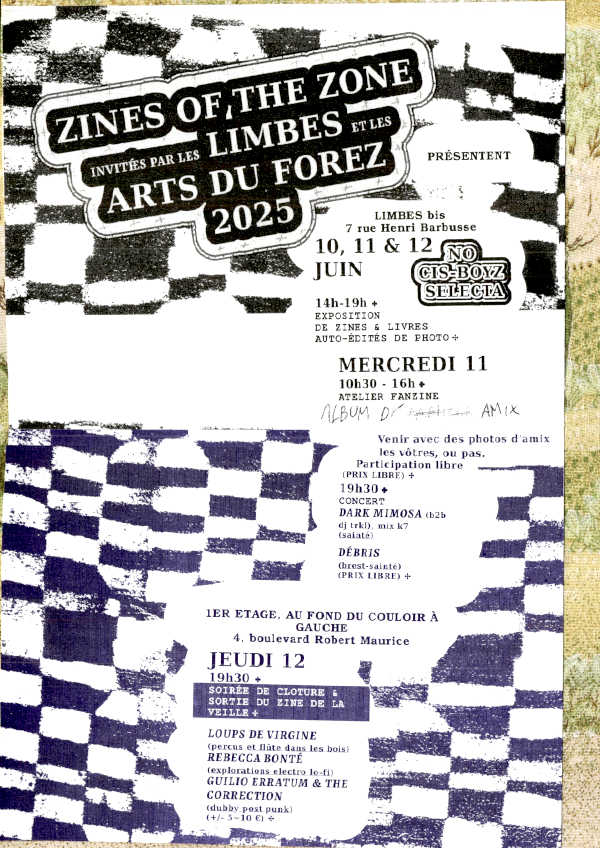 ZINES OF THE ZONE
INVITÉS PAR LES LIMBES ET LES
ARTS DU FOREZ
2025
PRÉSENTENT
LIMBES bis
7 rue Henri Barbusse
10, 11 & 12
JUIN
NO
CIS-BOYZ
SELECTA
14h-19h +
EXPOSITION
DE ZINES & LIVRES
AUTO-ÉDITÉS DE PHOTO ÷
MERCREDI 11
10h30 - 16h +
ATELIER FANZINE
ALBUM D' AMIX
Venir avec des photos d'amix
les vôtres, ou pas.
Participation libre
(PRIX LIBRE) ÷
19h30 +
CONCERT
DARK MIMOSA (b2b
dj trkl), mix k7
(sainté)
DÉBRIS
(brest-sainté)
(PRIX LIBRE) ÷
1ER ETAGE, AU FOND DU COULOIR À
GAUCHE
4, boulevard Robert Maurice
JEUDI 12
19h30 +
SOIRÉE DE CLOTURE &
SORTIE DU ZINE DE LA
VEILLE ÷
LOUPS DE VIRGINE
(percus et flûte dans les bois)
REBECCA BONTÉ
(explorations electro lo-fi)
GUILIO ERRATUM & THE
CORRECTION
(dubby post punk)
(+/- 5-10 €) ÷